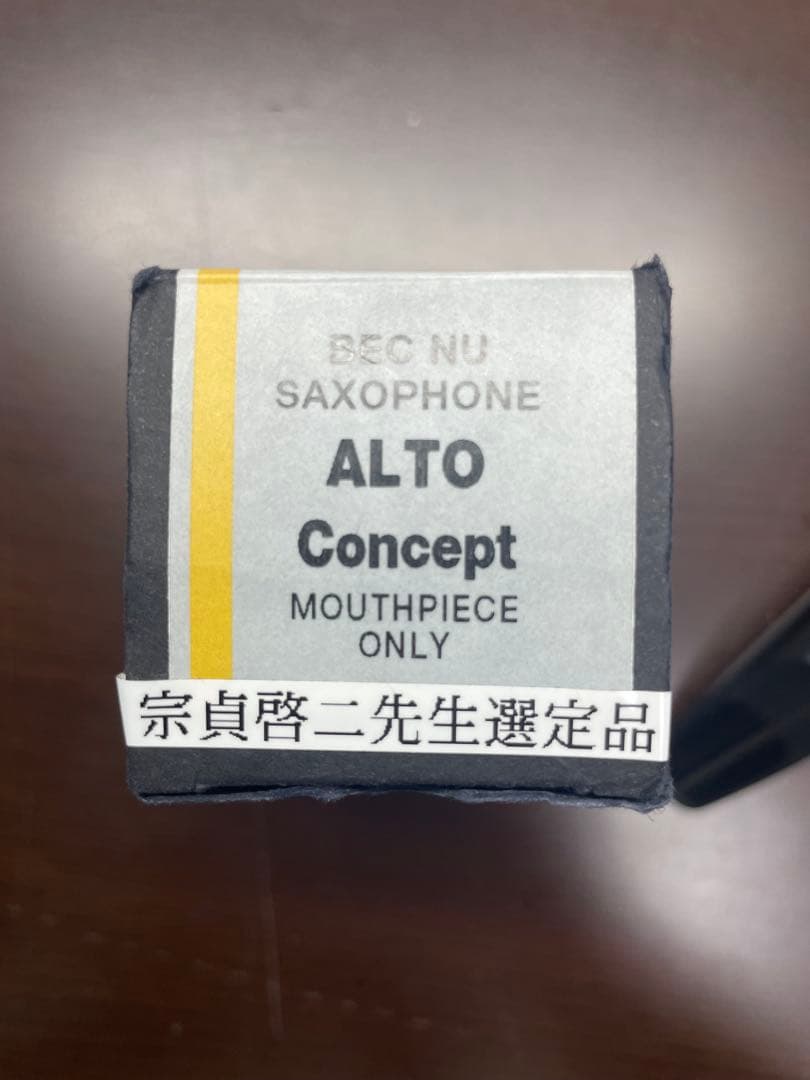 BEC NU
SAXOPHONE
ALTO
Concept
MOUTHPIECE
ONLY
宗貞啓二先生選定品